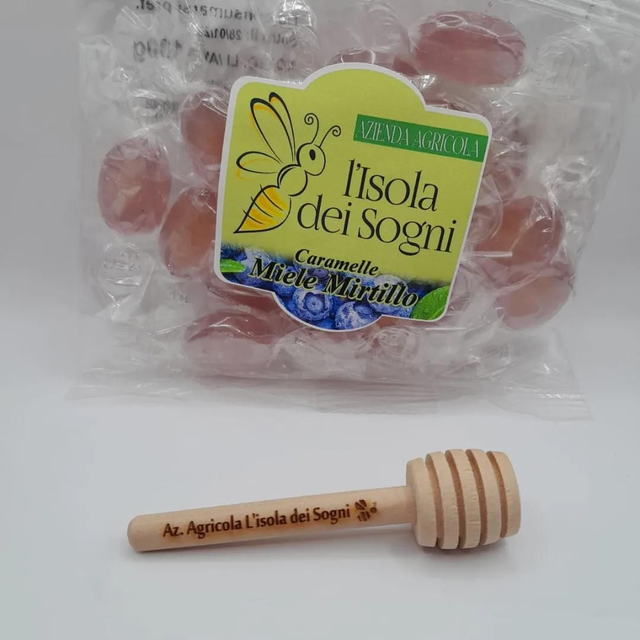 AZIENDA AGRICOLA
l'Isola
dei Sogni
Caramelle
Miele Mirtillo
Az. Agricola L'isola dei Sogni